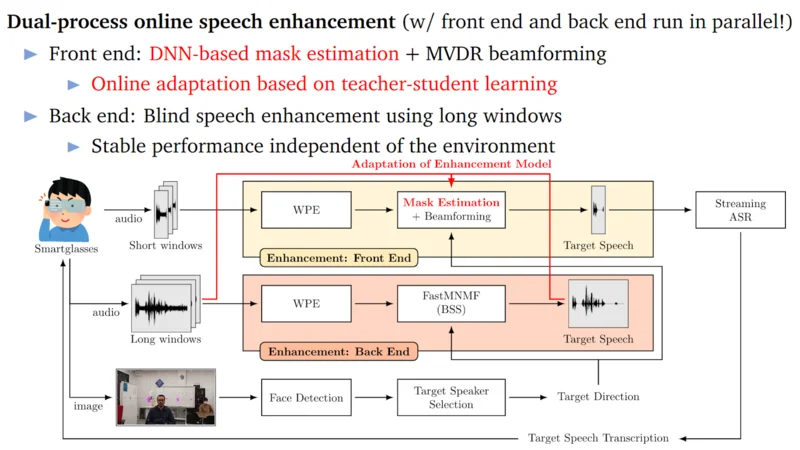 Dual-process online speech enhancement (w/ front end and back end run in parallel!)
Front end: DNN-based mask estimation + MVDR beamforming
Online adaptation based on teacher-student learning
Back end: Blind speech enhancement using long windows
Stable performance independent of the environment
Adaptation of Enhancement Model
Smartglasses
audio
Short windows
WPE
Mask Estimation
+ Beamforming
Target Speech
Streaming
ASR
Enhancement: Front End
audio
Long windows
WPE
FastMNMF
(BSS)
Target Speech
Enhancement: Back End
image
Face Detection
Target Speaker
Selection
Target Direction
Target Speech Transcription